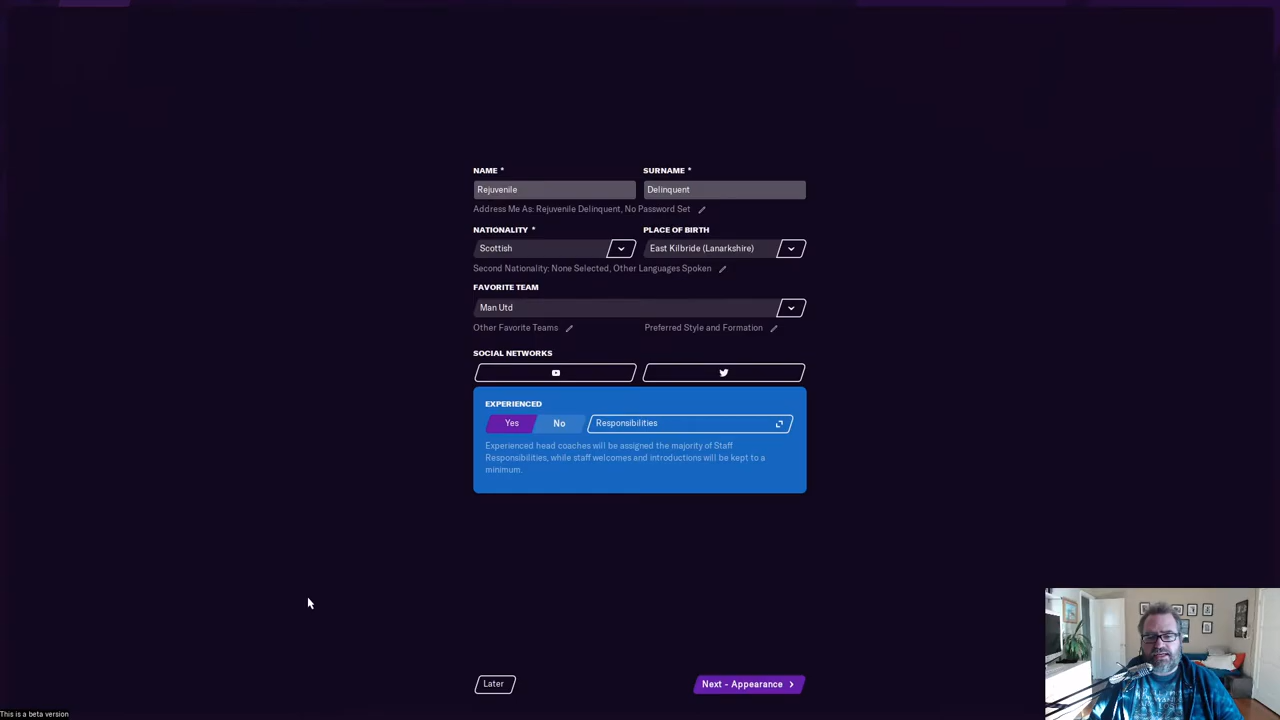 NAME *
SURNAME *
Rejuvenile
Delinquent
Address Me As: Rejuvenile Delinquent, No Password Set
NATIONALITY *
PLACE OF BIRTH
Scottish
East Kilbride (Lanarkshire)
Second Nationality: None Selected, Other Languages Spoken
FAVORITE TEAM
Man Utd
Other Favorite Teams
Preferred Style and Formation
SOCIAL NETWORKS
EXPERIENCED
Yes
No
Responsibilities
Experienced head coaches will be assigned the majority of Staff
Responsibilities, while staff welcomes and introductions will be kept to a
minimum.
Later
Next - Appearance
This is a beta version